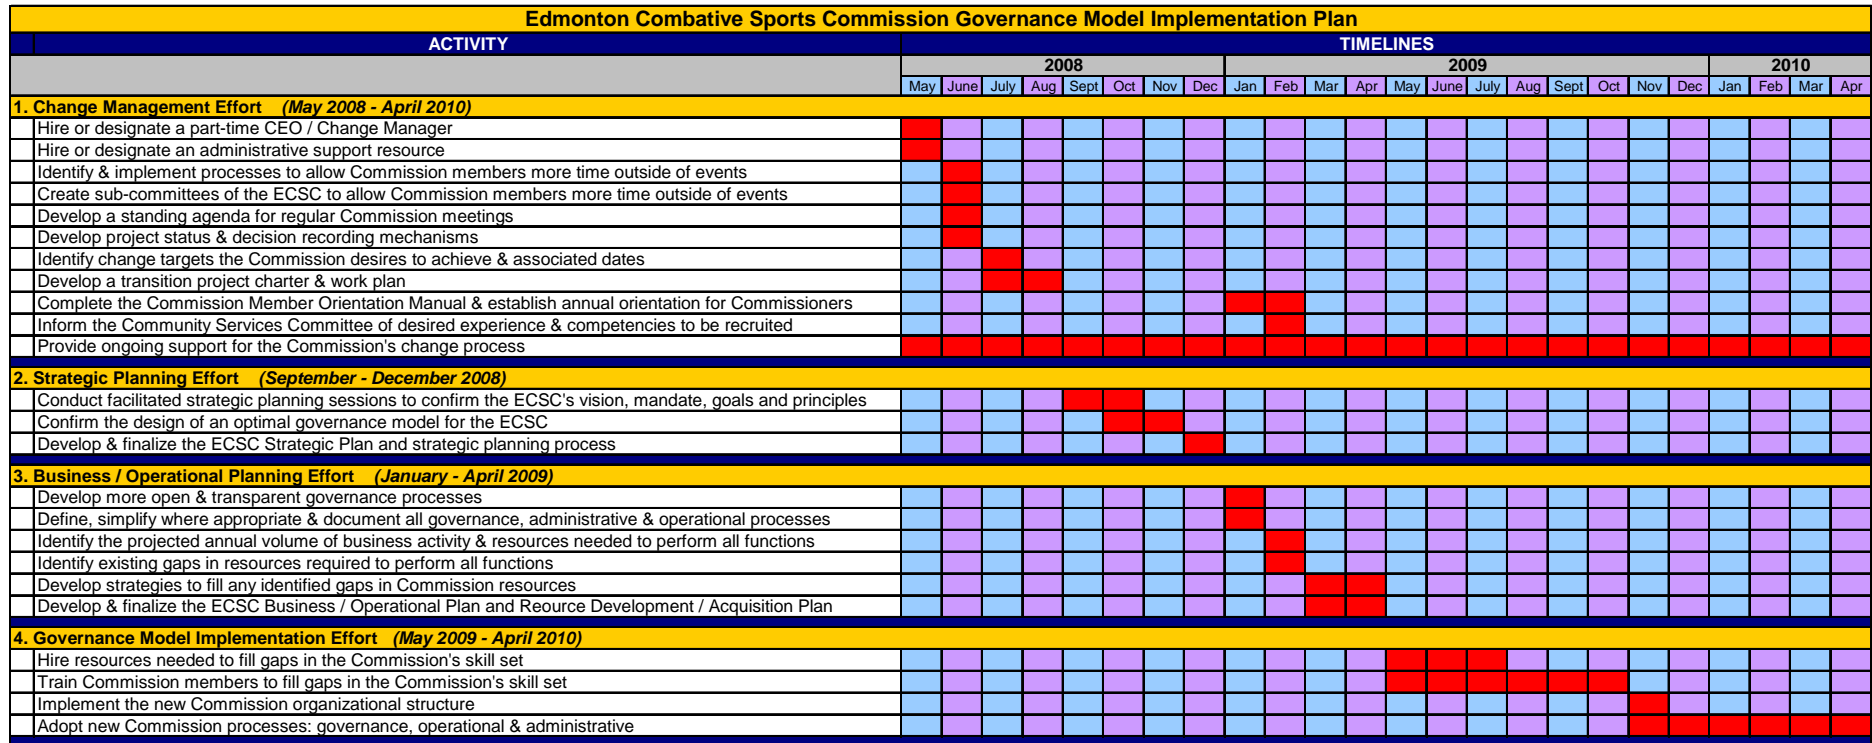 Edmonton Combative Sports Commission Governance Model Implementation Plan
ACTIVITY TIMELINES
2008 2009 2010
May June July Aug Sept Oct Nov Dec Jan Feb Mar Apr May June July Aug Sept Oct Nov Dec Jan Feb Mar Apr
1. Change Management Effort (May 2008 - April 2010)
Hire or designate a part-time CEO / Change Manager
Hire or designate an administrative support resource
Identify & implement processes to allow Commission members more time outside of events
Create sub-committees of the ECSC to allow Commission members more time outside of events
Develop a standing agenda for regular Commission meetings
Develop project status & decision recording mechanisms
Identify change targets the Commission desires to achieve & associated dates
Develop a transition project charter & work plan
Complete the Commission Member Orientation Manual & establish annual orientation for Commissioners
Inform the Community Services Committee of desired experience & competencies to be recruited
Provide ongoing support for the Commission's change process
2. Strategic Planning Effort (September - December 2008)
Conduct facilitated strategic planning sessions to confirm the ECSC's vision, mandate, goals and principles
Confirm the design of an optimal governance model for the ECSC
Develop & finalize the ECSC Strategic Plan and strategic planning process
3. Business / Operational Planning Effort (January - April 2009)
Develop more open & transparent governance processes
Define, simplify where appropriate & document all governance, administrative & operational processes
Identify the projected annual volume of business activity & resources needed to perform all functions
Identify existing gaps in resources required to perform all functions
Develop strategies to fill any identified gaps in Commission resources
Develop & finalize the ECSC Business / Operational Plan and Reource Development / Acquisition Plan
4. Governance Model Implementation Effort (May 2009 - April 2010)
Hire resources needed to fill gaps in the Commission's skill set
Train Commission members to fill gaps in the Commission's skill set
Implement the new Commission organizational structure
Adopt new Commission processes: governance, operational & administrative